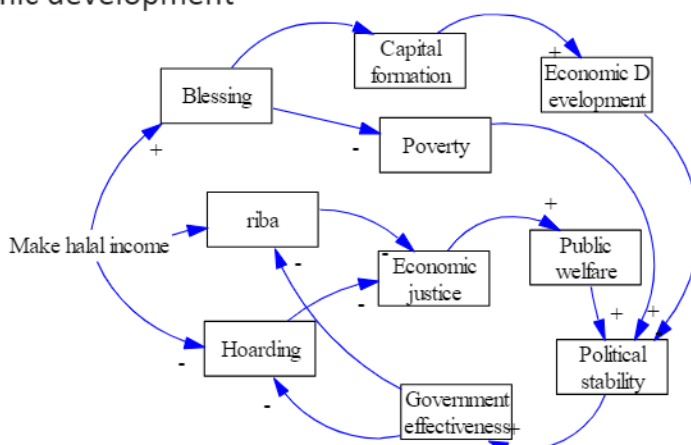 mic development
Capital
formation
+
Economic D
evelopment
Blessing
+
-
Poverty
riba
+
Make halal income
-
-
Economic
justice
Public
welfare
-
+
+
-
Hoarding
-
Political
stability
-
Government
effectiveness
+